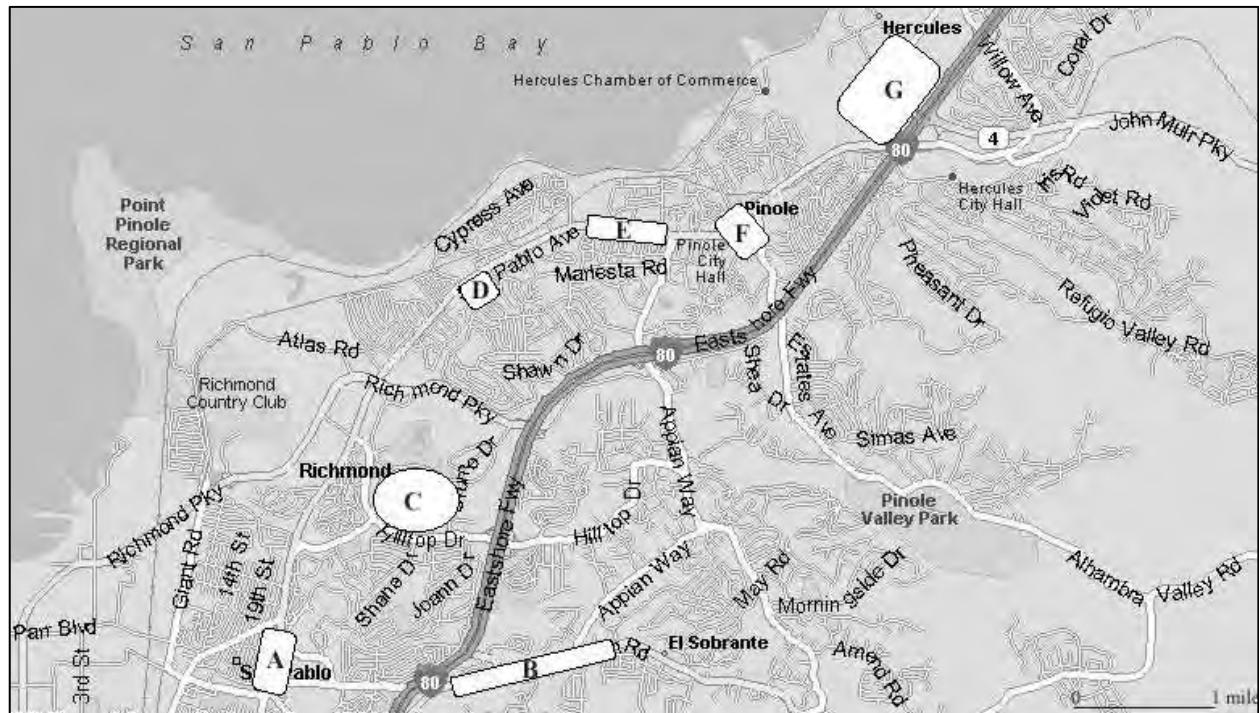 San Pablo Bay
Hercules
G
Willow Ave
Coral Dr
Hercules Chamber of Commerce
4
John Muir Pky
80
Hercules
City Hall
Iris Rd
Rd
Point
Pinole
Regional
Park
Cypress Ave
Pablo Ave
E
F
Pinole
Pinole
City
Hall
Marlesta Rd
D
Eastshore Fwy
Pheasant Dr
Refugio Valley Rd
Atlas Rd
Shawn Dr
80
Shea Dr
Estates Ave
Richmond
Country Club
Richmond Pky
Appian Way
Simas Ave
Richmond
C
Dr
Hilltop Dr
Pinole
Valley Park
Richmond Pky
Giant Rd
14th St
19th St
Hilltop Dr
Shane Dr
Joann Dr
Eastshore Fwy
Appian Way
May Rd
Morningside Dr
Alhambra Valley Rd
Parr Blvd
3rd St
A
Pablo
80
B
Rd
El Sobrante
Amend Rd
0 1 mile